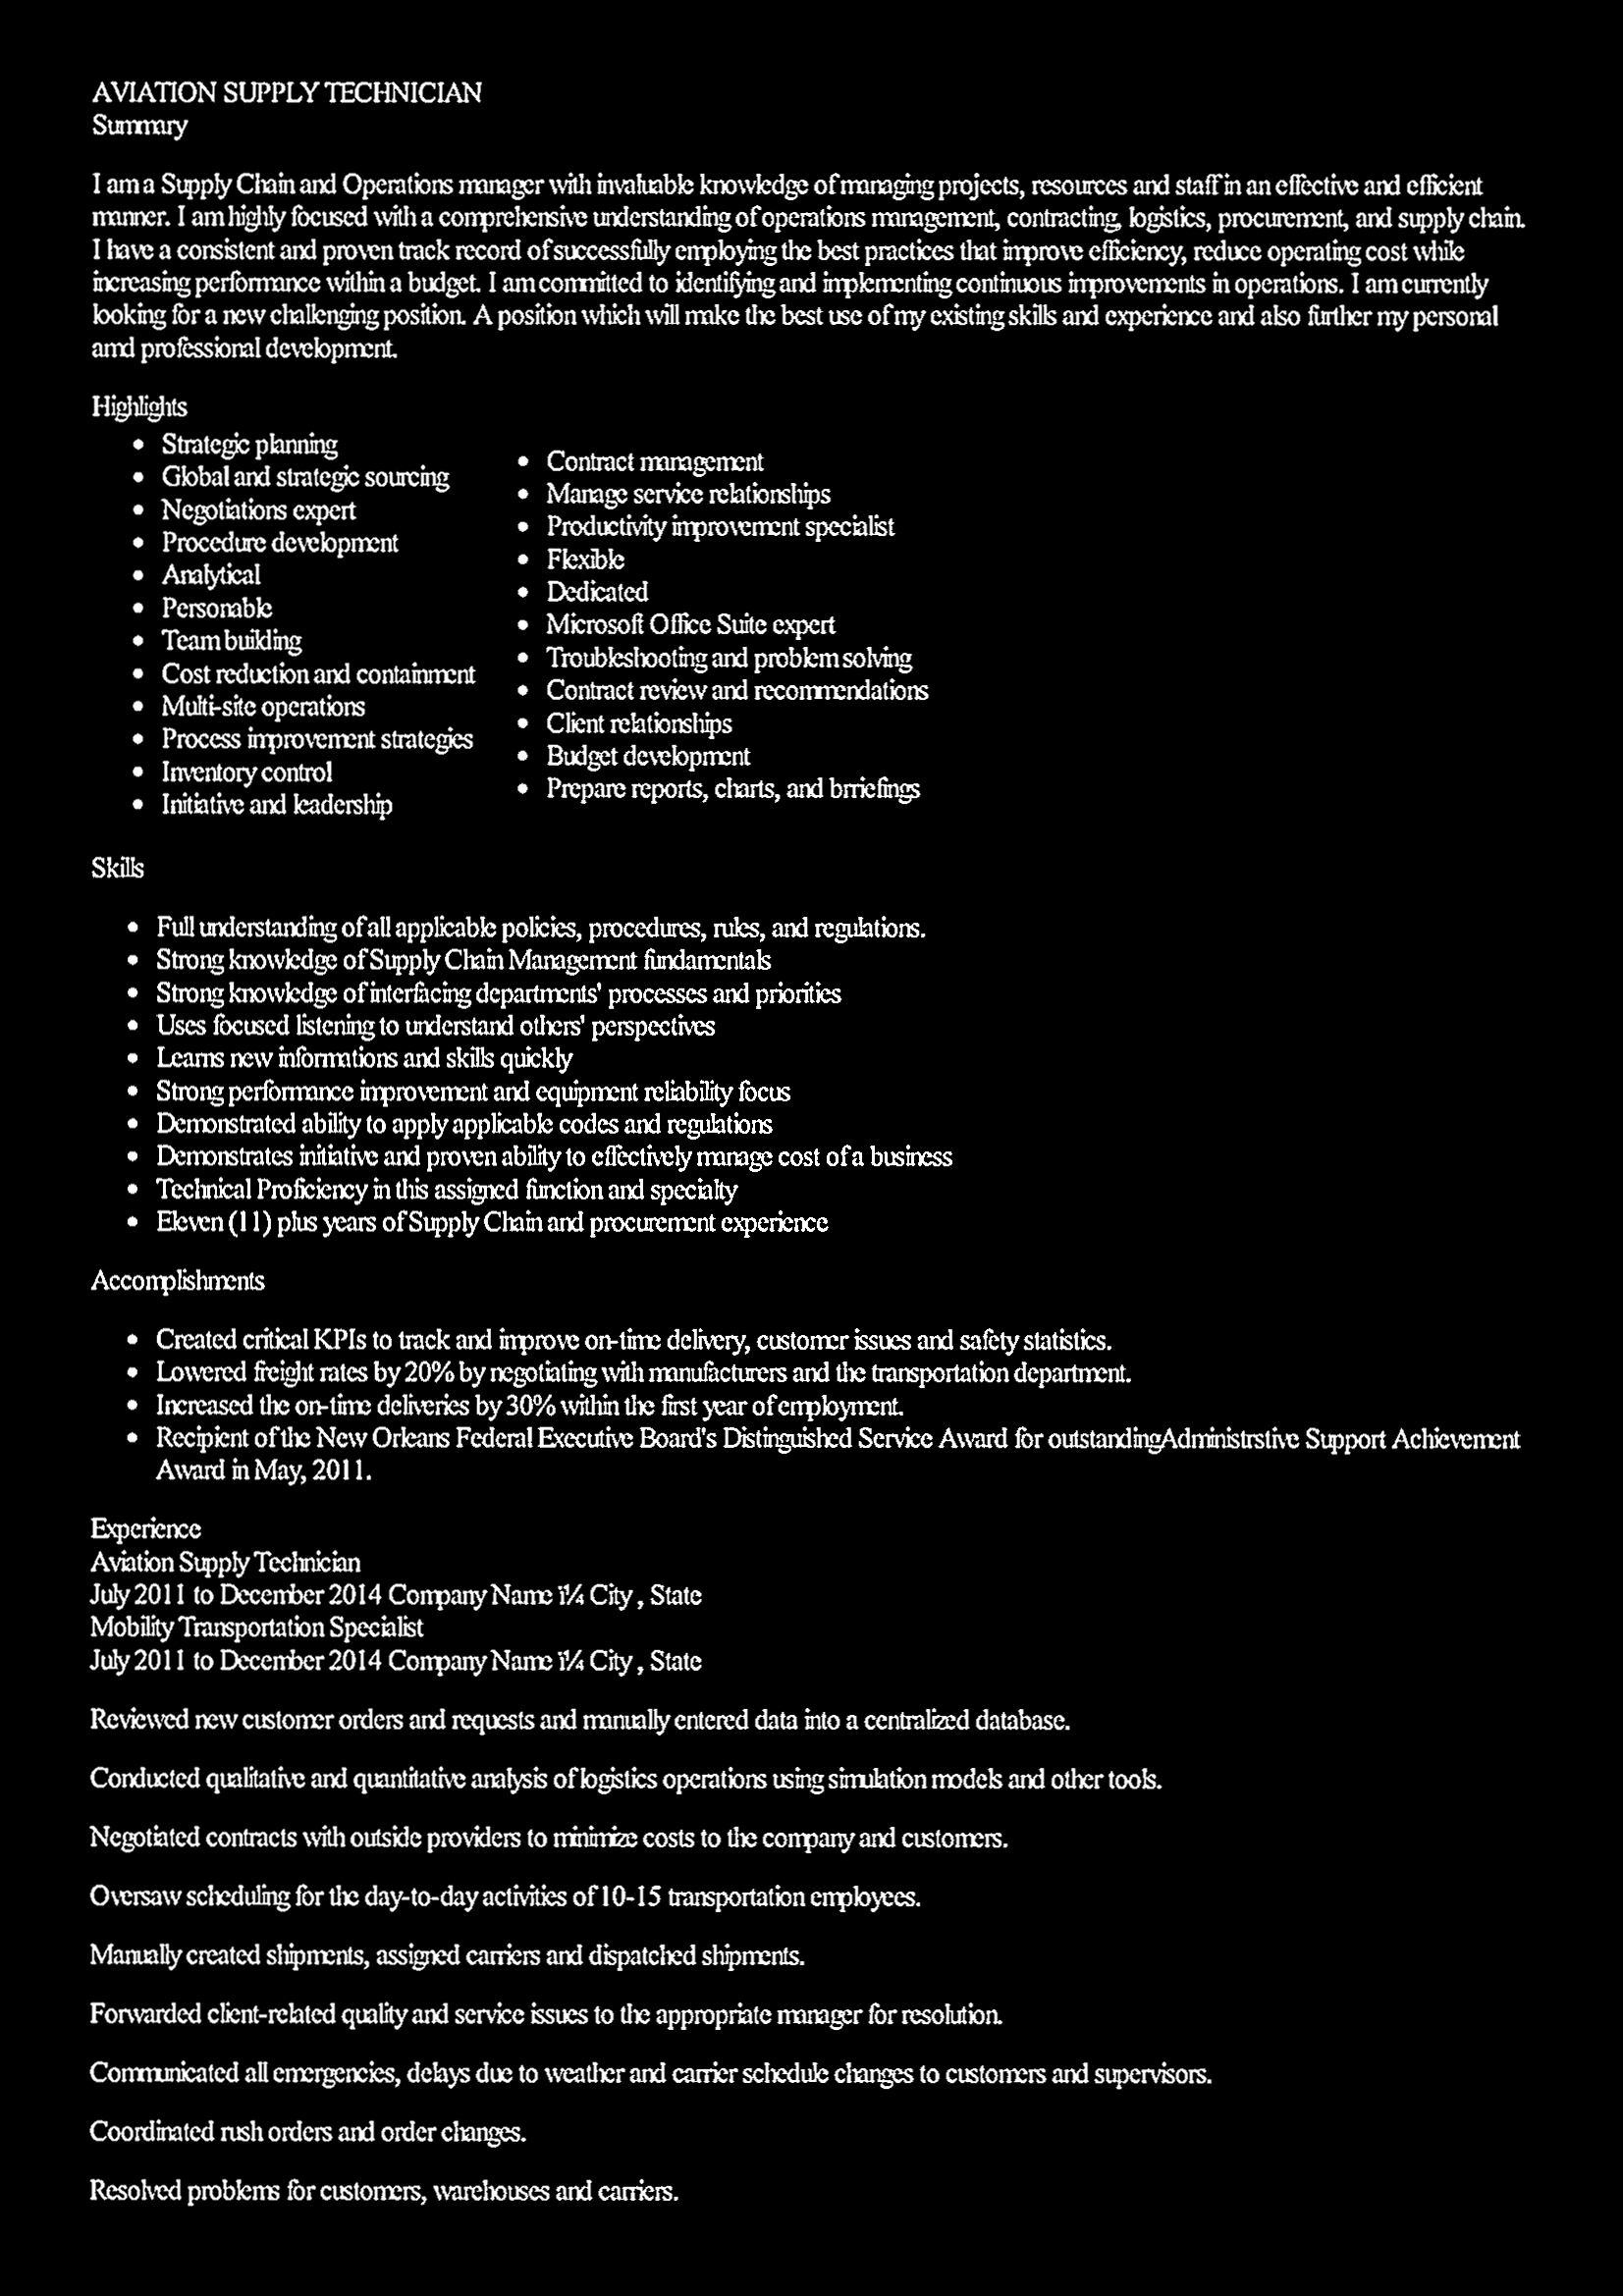 AVIATION SUPPLY TECHNICIAN
Summary
I am a Supply Chain and Operations manager with invaluable knowledge of managing projects, resources and staff in an effective and efficient
manner. I am highly focused with a comprehensive understanding of operations management, contracting, logistics, procurement, and supply chain.
I have a consistent and proven track record of successfully employing the best practices that improve efficiency, reduce operating cost while
increasing performance within a budget. I am committed to identifying and implementing continuous improvements in operations. I am currently
looking for a new challenging position. A position which will make the best use of my existing skills and experience and also further my personal
amd professional development.
Highlights
• Strategic planning
• Global and strategic sourcing
• Negotiations expert
• Procedure development
• Analytical
• Personable
• Team building
• Cost reduction and containment
• Multi-site operations
• Process improvement strategies
• Inventory control
• Initiative and leadership
• Contract management
• Manage service relationships
• Productivity improvement specialist
• Flexible
• Dedicated
• Microsoft Office Suite expert
• Troubleshooting and problem solving
• Contract review and recommendations
• Client relationships
• Budget development
• Prepare reports, charts, and brriefings
Skills
• Full understanding of all applicable policies, procedures, rules, and regulations.
• Strong knowledge of Supply Chain Management fundamentals
• Strong knowledge of interfacing departments' processes and priorities
• Uses focused listening to understand others' perspectives
• Learns new informations and skills quickly
• Strong performance improvement and equipment reliability focus
• Demonstrated ability to apply applicable codes and regulations
• Demonstrates initiative and proven ability to effectively manage cost of a business
• Technical Proficiency in this assigned function and specialty
• Eleven (11) plus years of Supply Chain and procurement experience
Accomplishments
• Created critical KPIs to track and improve on-time delivery, customer issues and safety statistics.
• Lowered freight rates by 20% by negotiating with manufacturers and the transportation department.
• Increased the on-time deliveries by 30% within the first year of employment.
• Recipient of the New Orleans Federal Executive Board's Distinguished Service Award for outstandingAdministrstive Support Achievement
Award in May, 2011.
Experience
Aviation Supply Technician
July 2011 to December 2014 Company Name ï¼ City , State
Mobility Transportation Specialist
July 2011 to December 2014 Company Name ï¼ City , State
Reviewed new customer orders and requests and manually entered data into a centralized database.
Conducted qualitative and quantitative analysis of logistics operations using simulation models and other tools.
Negotiated contracts with outside providers to minimize costs to the company and customers.
Oversaw scheduling for the day-to-day activities of 10-15 transportation employees.
Manually created shipments, assigned carriers and dispatched shipments.
Forwarded client-related quality and service issues to the appropriate manager for resolution.
Communicated all emergencies, delays due to weather and carrier schedule changes to customers and supervisors.
Coordinated rush orders and order changes.
Resolved problems for customers, warehouses and carriers.